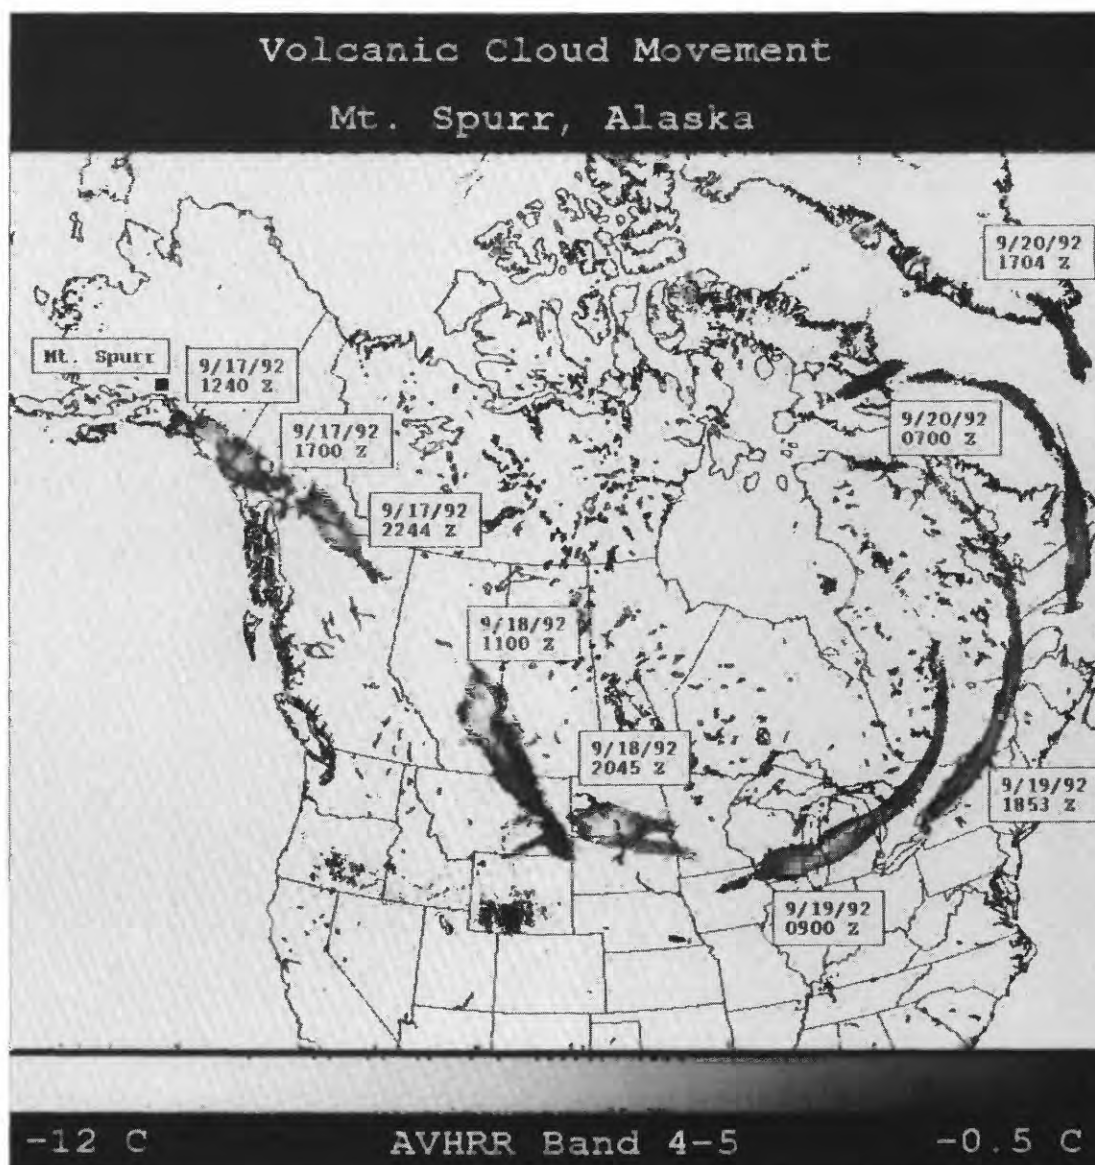 Volcanic Cloud Movement
Mt. Spurr, Alaska
9/20/92
1704 Z
Mt. Spurr
9/17/92
1240 Z
9/17/92
1700 Z
9/20/92
0700 Z
9/17/92
2244 Z
9/18/92
1100 Z
9/18/92
2045 Z
9/19/92
1853 Z
9/19/92
0900 Z
-12 C AVHRR Band 4-5 -0.5 C